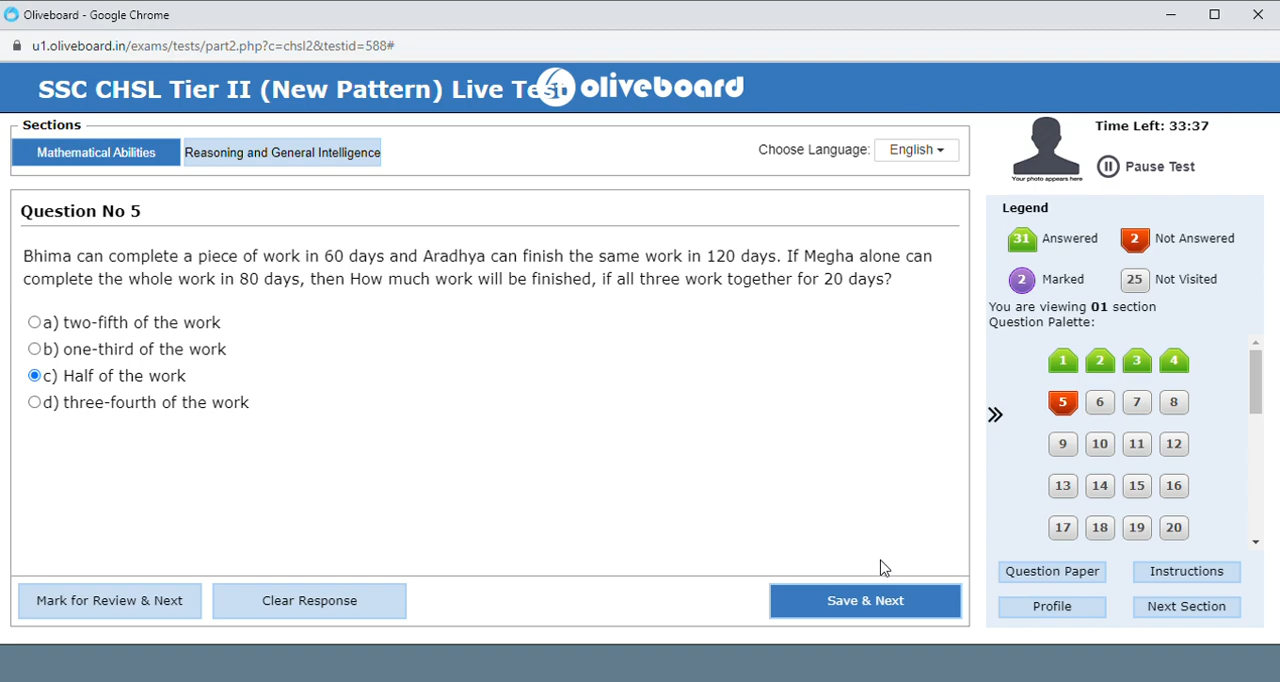 Oliveboard - Google Chrome
u1.oliveboard.in/exams/tests/part2.php?c=chsl2&testid=588#
SSC CHSL Tier II (New Pattern) Live Test
oliveboard
Sections
Mathematical Abilities
Reasoning and General Intelligence
Choose Language:
English
Your photo appears here
Time Left: 33:37
Pause Test
Question No 5
Bhima can complete a piece of work in 60 days and Aradhya can finish the same work in 120 days. If Megha alone can
complete the whole work in 80 days, then How much work will be finished, if all three work together for 20 days?
a) two-fifth of the work
b) one-third of the work
c) Half of the work
d) three-fourth of the work
Mark for Review & Next
Clear Response
Save & Next
Legend
31 Answered
2 Not Answered
2 Marked
25 Not Visited
You are viewing 01 section
Question Palette:
1 2 3 4
5 6 7 8
9 10 11 12
13 14 15 16
17 18 19 20
Question Paper
Instructions
Profile
Next Section